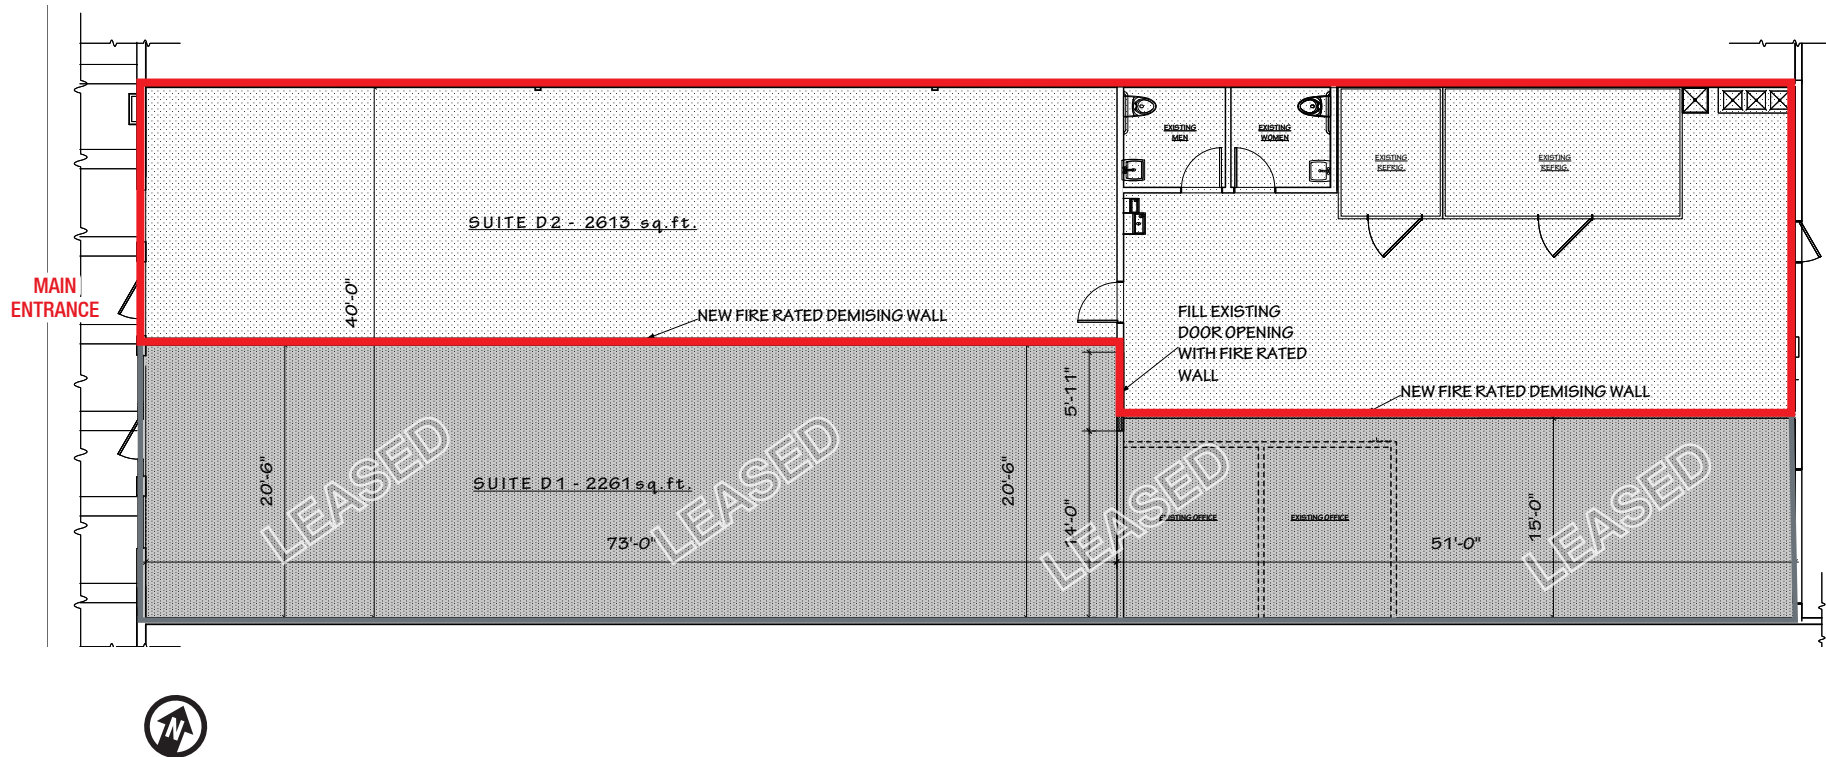 EXISTING
MEN
EXISTING
WOMEN
EXISTING
REFRIG.
EXISTING
REFRIG.
SUITE D2 - 2613 sq.ft.
MAIN
ENTRANCE
40'-0"
NEW FIRE RATED DEMISING WALL
FILL EXISTING
DOOR OPENING
WITH FIRE RATED
WALL
5'-11"
NEW FIRE RATED DEMISING WALL
LEASED
LEASED
LEASED
LEASED
20'-6"
SUITE D1 - 2261 sq.ft.
20'-6"
14'-0"
EXISTING OFFICE
EXISTING OFFICE
15'-0"
73'-0"
51'-0"
N